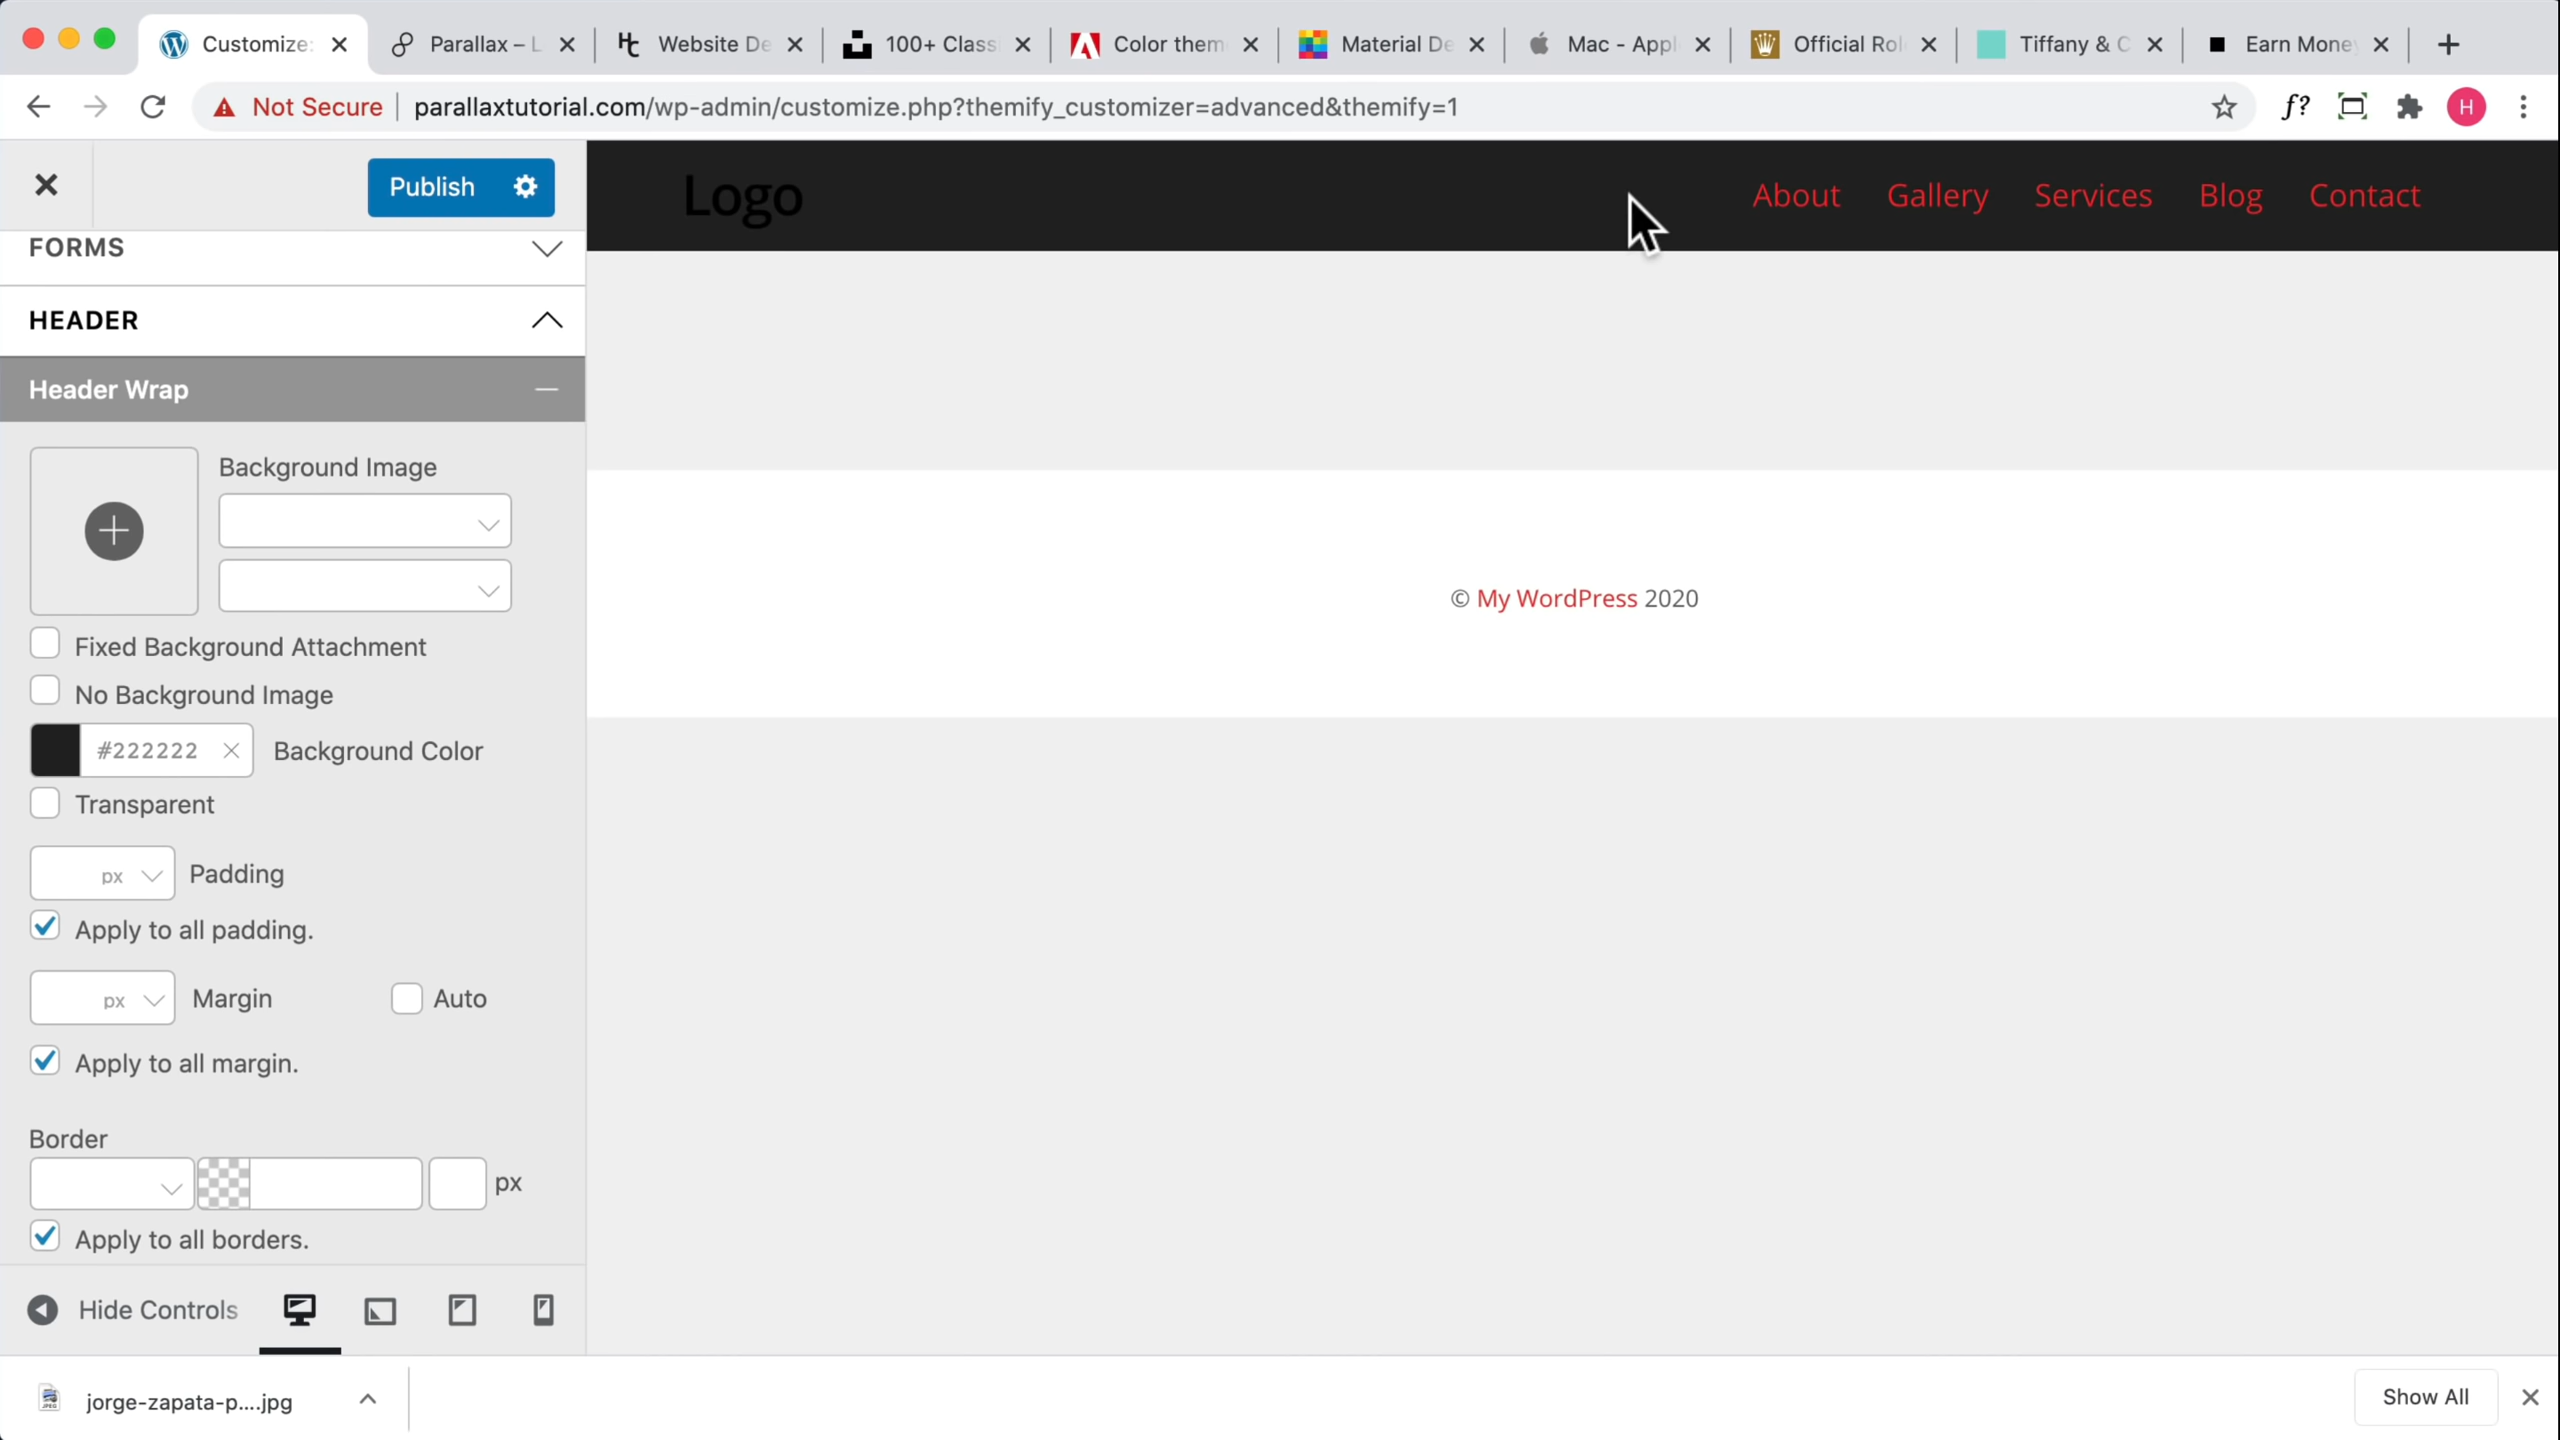 Customize:
Parallax – L
Website De
100+ Class
Color them
Material De
Mac - Appl
Official Rol
Tiffany & C
Earn Money
Not Secure
parallaxtutorial.com/wp-admin/customize.php?themify_customizer=advanced&themify=1
f?
H
Publish
Logo
About
Gallery
Services
Blog
Contact
FORMS
HEADER
Header Wrap
Background Image
Fixed Background Attachment
No Background Image
#222222
Background Color
Transparent
px
Padding
Apply to all padding.
px
Margin
Auto
Apply to all margin.
Border
px
Apply to all borders.
Hide Controls
© My WordPress 2020
JPEG
jorge-zapata-p....jpg
Show All